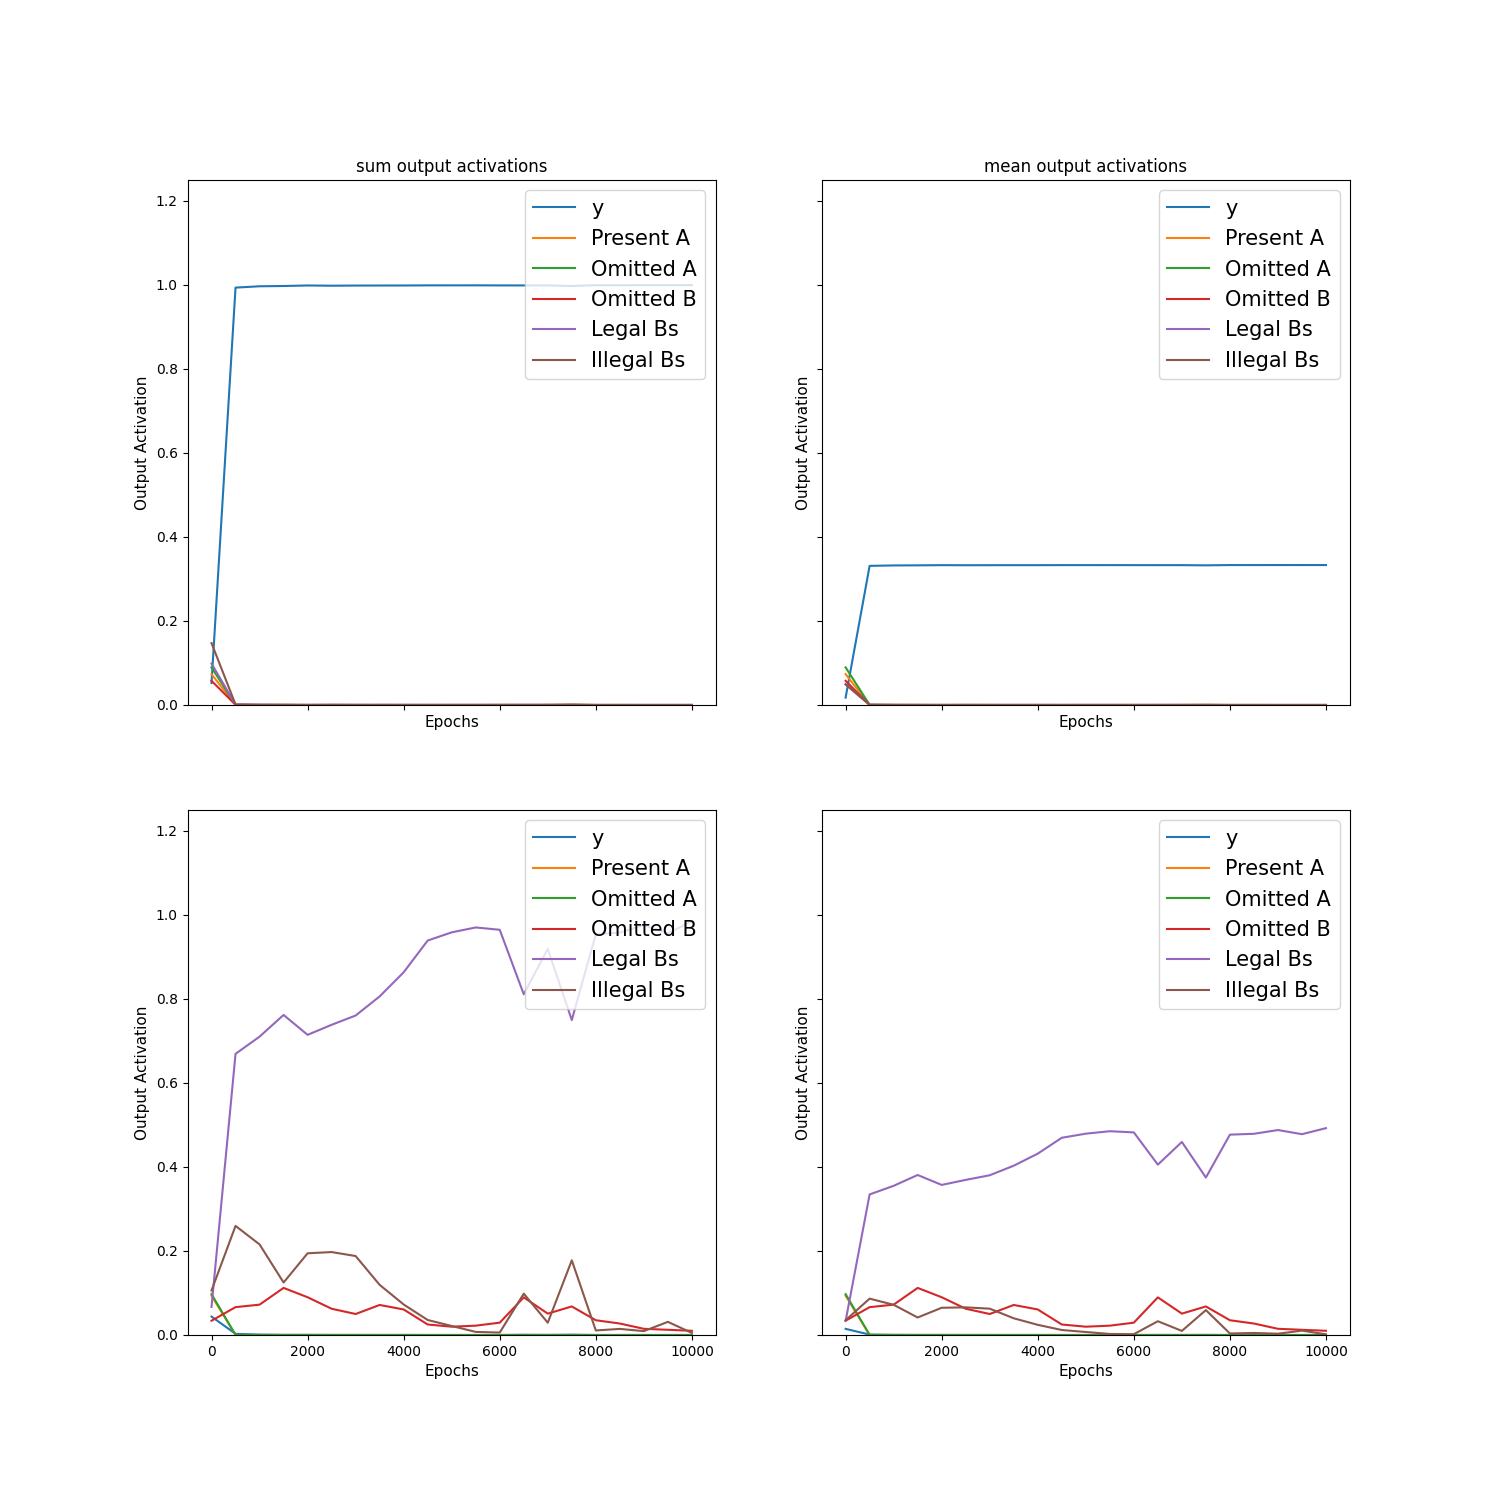 sum output activations
mean output activations
1.2
1.0
0.8
0.6
0.4
0.2
0.0
Output Activation
y
Present A
Omitted A
Omitted B
Legal Bs
Illegal Bs
Epochs
Output Activation
y
Present A
Omitted A
Omitted B
Legal Bs
Illegal Bs
Epochs
1.2
1.0
0.8
0.6
0.4
0.2
0.0
Output Activation
y
Present A
Omitted A
Omitted B
Legal Bs
Illegal Bs
0 2000 4000 6000 8000 10000
Epochs
Output Activation
y
Present A
Omitted A
Omitted B
Legal Bs
Illegal Bs
0 2000 4000 6000 8000 10000
Epochs